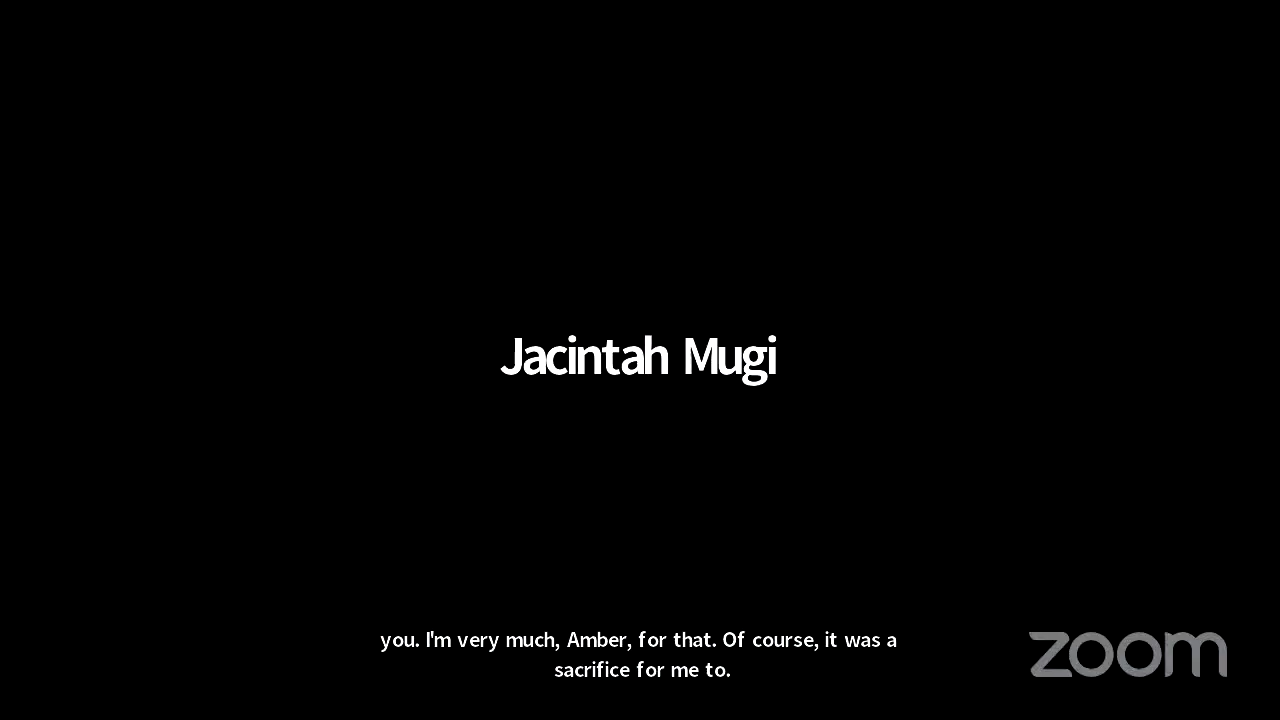 Jacintah Mugi
you. I'm very much, Amber, for that. Of course, it was a
sacrifice for me to.
zoom